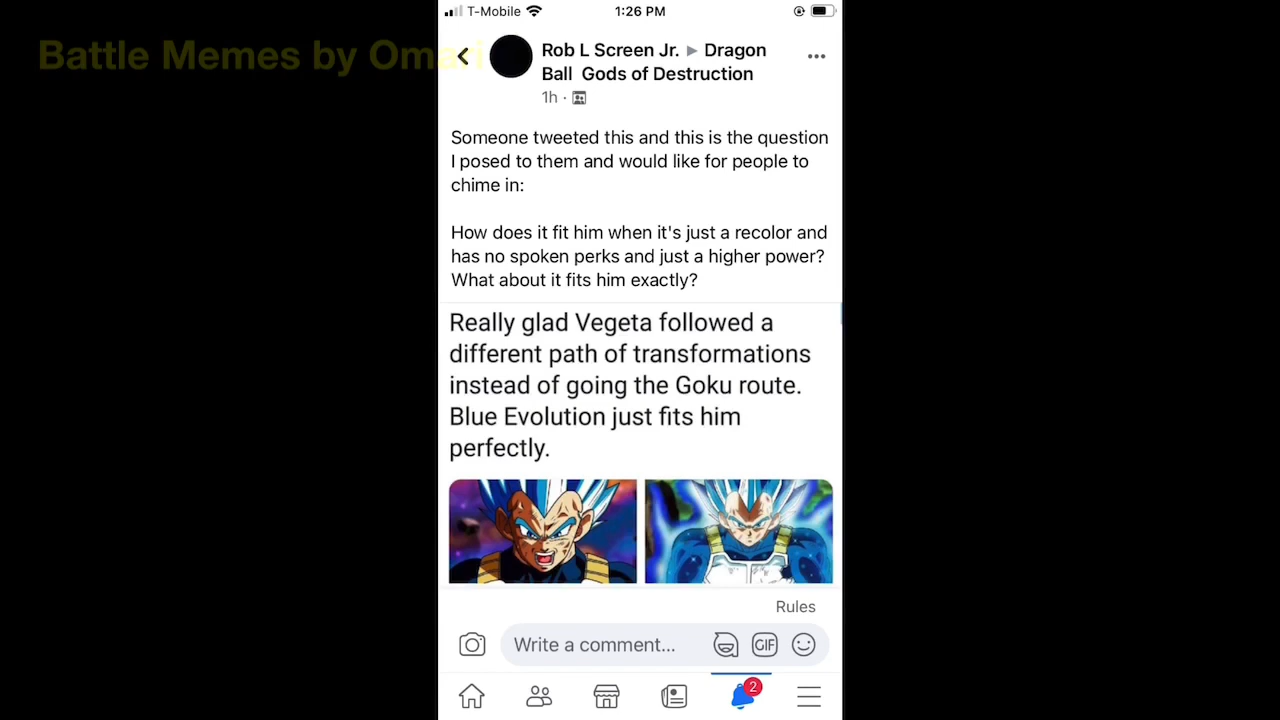 T-Mobile 1:26 PM
Battle Memes by Omari
Rob L Screen Jr. ▶ Dragon
Ball Gods of Destruction
1h ·
Someone tweeted this and this is the question
I posed to them and would like for people to
chime in:
How does it fit him when it's just a recolor and
has no spoken perks and just a higher power?
What about it fits him exactly?
Really glad Vegeta followed a
different path of transformations
instead of going the Goku route.
Blue Evolution just fits him
perfectly.
Rules
Write a comment...
GIF
2